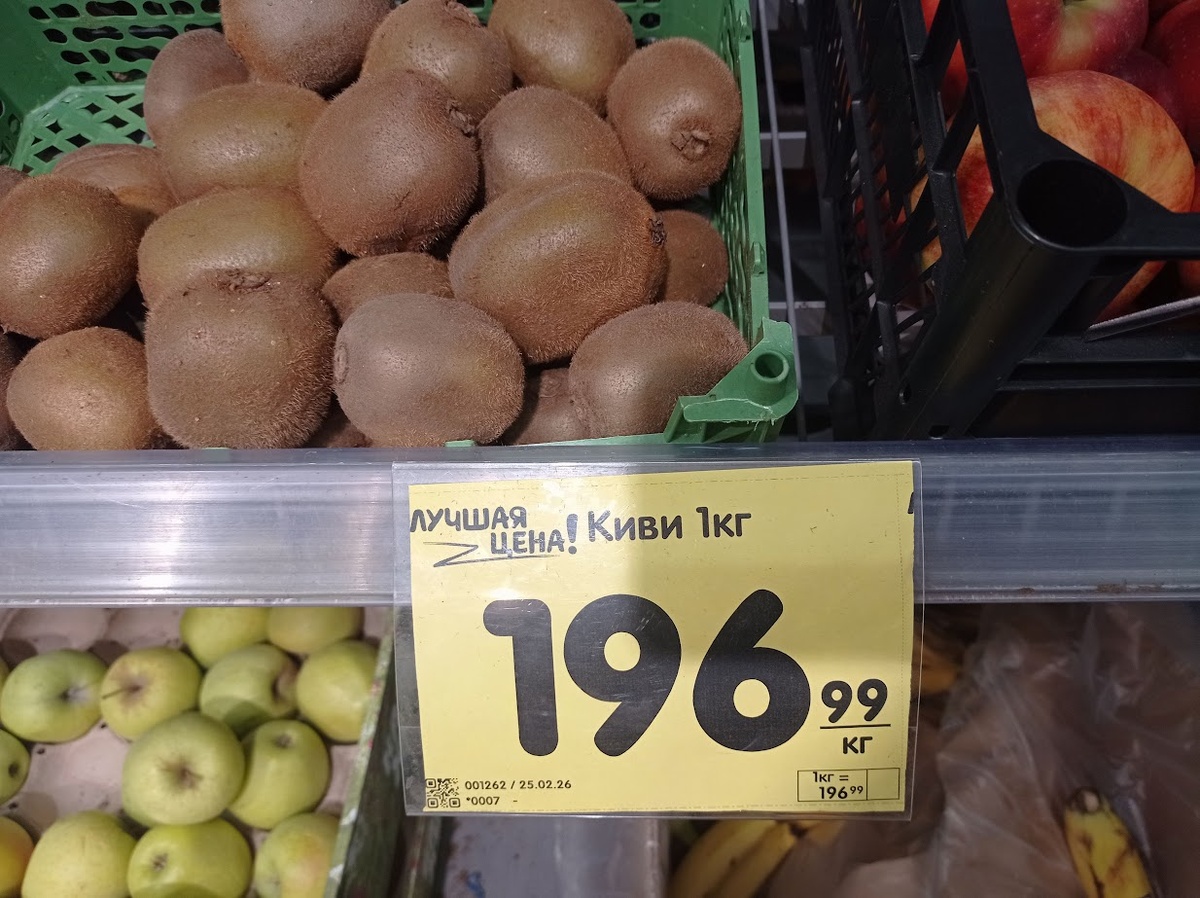 ЛУЧШАЯ
ЦЕНА! Киви 1кг
196 99
кг
001262 / 25.02.26
*0007 -
1кг =
196 99